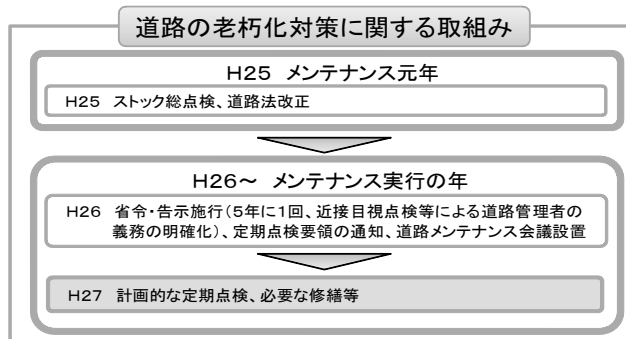 道路の老朽化対策に関する取組み
H25 メンテナンス元年
H25 ストック総点検、道路法改正
H26～ メンテナンス実行の年
H26 省令・告示施行（5年に1回、近接目視点検等による道路管理者の
義務の明確化）、定期点検要領の通知、道路メンテナンス会議設置
H27 計画的な定期点検、必要な修繕等